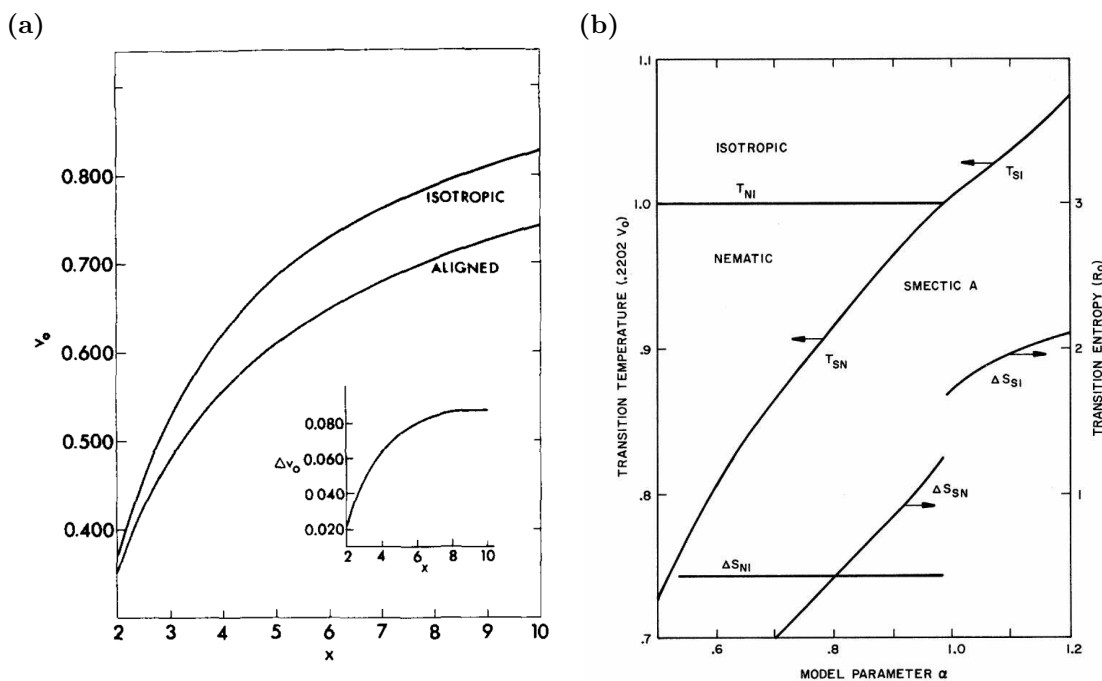 (a)
0.800
0.700
v₀
0.600
0.500
0.400
ISOTROPIC
ALIGNED
Δv₀
0.080
0.060
0.040
0.020
2 4 6 8 10
x
2 3 4 5 6 7 8 9 10
x
(b)
TRANSITION TEMPERATURE (.2202 V₀)
1.1
1.0
.9
.8
.7
ISOTROPIC
T_NI
T_SI
NEMATIC
SMECTIC A
T_SN
ΔS_SI
ΔS_SN
ΔS_NI
3
2
1
TRANSITION ENTROPY (R₀)
.6 .7 .8 .9 1.0 1.1 1.2
MODEL PARAMETER α